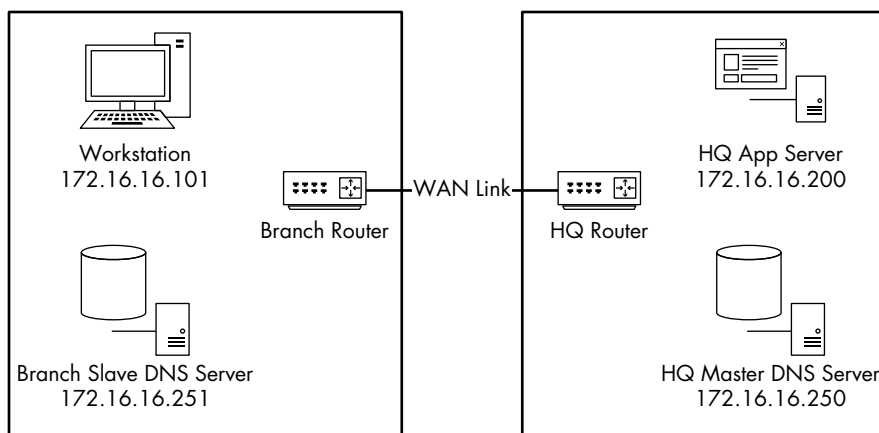 Workstation
172.16.16.101
HQ App Server
172.16.16.200
WAN Link
Branch Router
HQ Router
Branch Slave DNS Server
172.16.16.251
HQ Master DNS Server
172.16.16.250